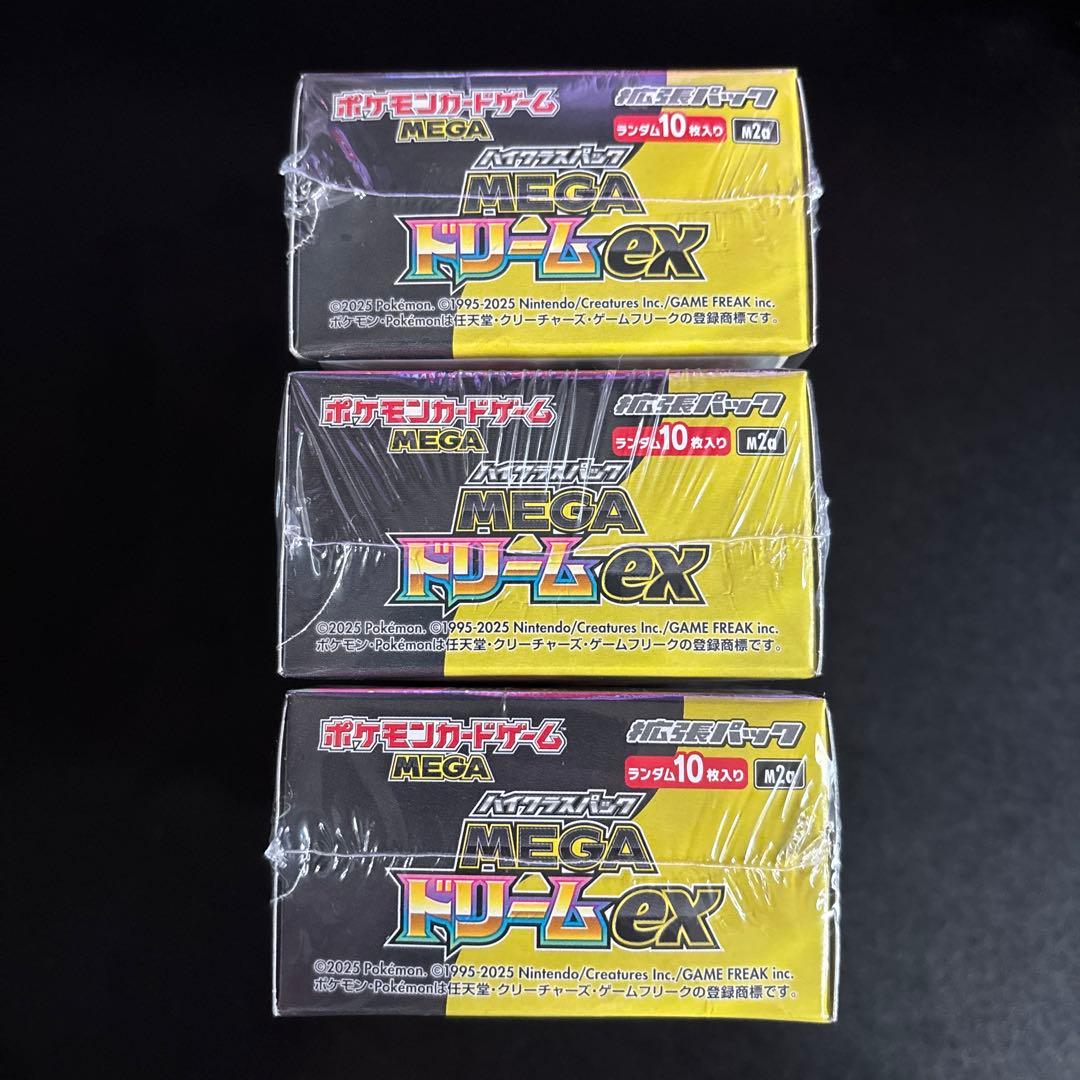 ポケモンカードゲーム 拡張パック
MEGA ランダム10枚入り M2a
ハイクラスパック
MEGA
ドリームex
©2025 Pokémon. ©1995-2025 Nintendo/Creatures Inc./GAME FREAK inc.
ポケモン・Pokémonは任天堂・クリーチャーズ・ゲームフリークの登録商標です。
ポケモンカードゲーム 拡張パック
MEGA ランダム10枚入り M2a
ハイクラスパック
MEGA
ドリームex
©2025 Pokémon. ©1995-2025 Nintendo/Creatures Inc./GAME FREAK inc.
ポケモン・Pokémonは任天堂・クリーチャーズ・ゲームフリークの登録商標です。
ポケモンカードゲーム 拡張パック
MEGA ランダム10枚入り M2a
ハイクラスパック
MEGA
ドリームex
©2025 Pokémon. ©1995-2025 Nintendo/Creatures Inc./GAME FREAK inc.
ポケモン・Pokémonは任天堂・クリーチャーズ・ゲームフリークの登録商標です。